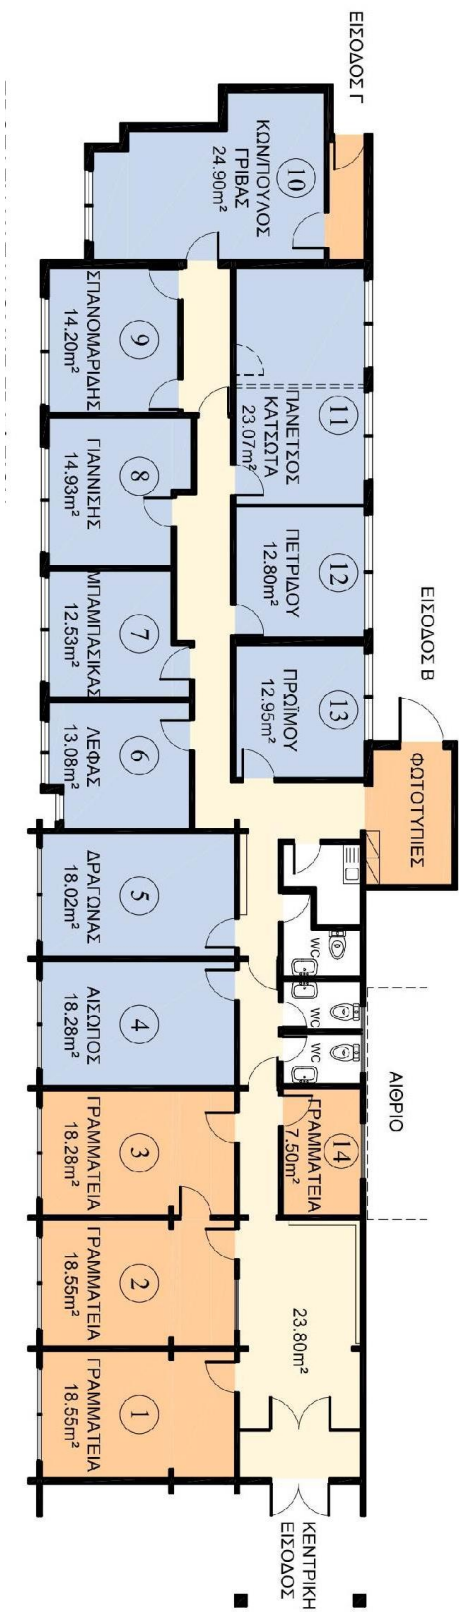 ΕΙΣΟΔΟΣ Γ
10
ΚΩΝ/ΠΟΥΛΟΣ
ΓΡΙΒΑΣ
24.90m²
9
ΣΠΑΝΟΜΑΡΙΔΗΣ
14.20m²
11
ΠΑΝΕΤΣΟΣ
ΚΑΤΣΩΤΑ
23.07m²
8
ΓΙΑΝΝΙΣΗΣ
14.93m²
12
ΠΕΤΡΙΔΟΥ
12.80m²
7
ΜΠΑΜΠΑΣΙΚΑΣ
12.53m²
13
ΠΡΩΪΜΟΥ
12.95m²
ΕΙΣΟΔΟΣ Β
ΦΩΤΟΤΥΠΙΕΣ
6
ΛΕΦΑΣ
13.08m²
5
ΔΡΑΓΩΝΑΣ
18.02m²
WC
WC
WC
ΑΙΘΡΙΟ
4
ΑΙΣΩΠΟΣ
18.28m²
14
ΓΡΑΜΜΑΤΕΙΑ
7.50m²
3
ΓΡΑΜΜΑΤΕΙΑ
18.28m²
2
ΓΡΑΜΜΑΤΕΙΑ
18.55m²
23.80m²
1
ΓΡΑΜΜΑΤΕΙΑ
18.55m²
ΚΕΝΤΡΙΚΗ
ΕΙΣΟΔΟΣ